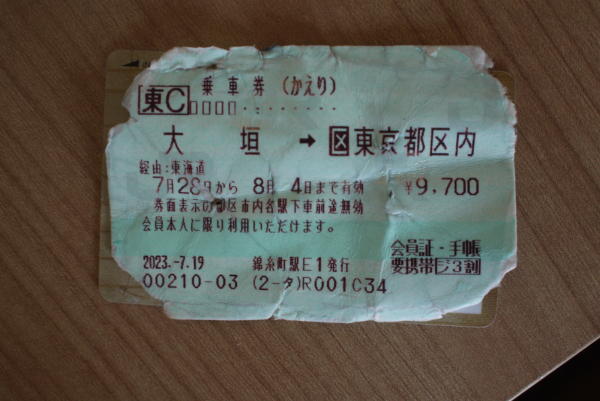 乗車券 (かえり)
東C
大垣 → 区東京都区内
経由:東海道
7月28日から 8月 4日まで有効 ¥9,700
券面表示の都区市内各駅下車前途無効
会員本人に限り利用いただけます。
会員証・手帳
要携帯 ジ3割
2023.-7.19 錦糸町駅E1発行
00210-03 (2-タ)R001C34